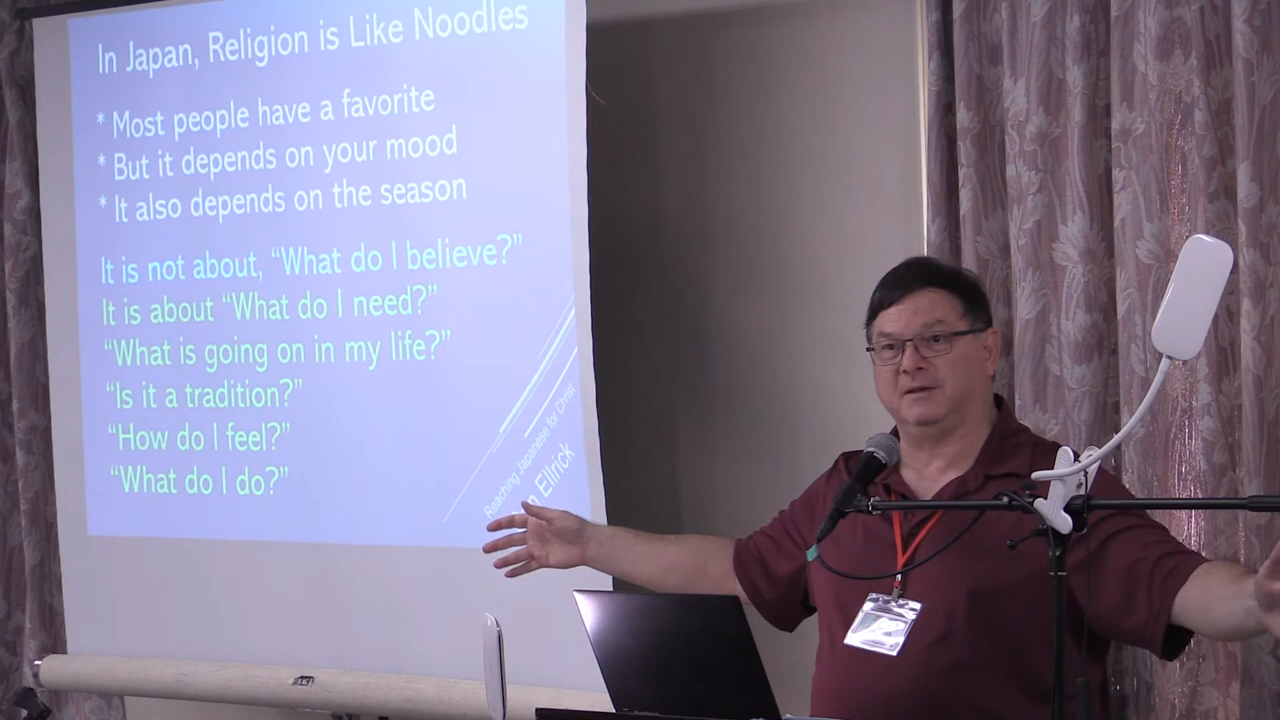 In Japan, Religion is Like Noodles
* Most people have a favorite
* But it depends on your mood
* It also depends on the season
It is not about, “What do I believe?”
It is about “What do I need?”
“What is going on in my life?”
“Is it a tradition?”
“How do I feel?”
“What do I do?”
Reaching Japanese for Christ
Ellrick